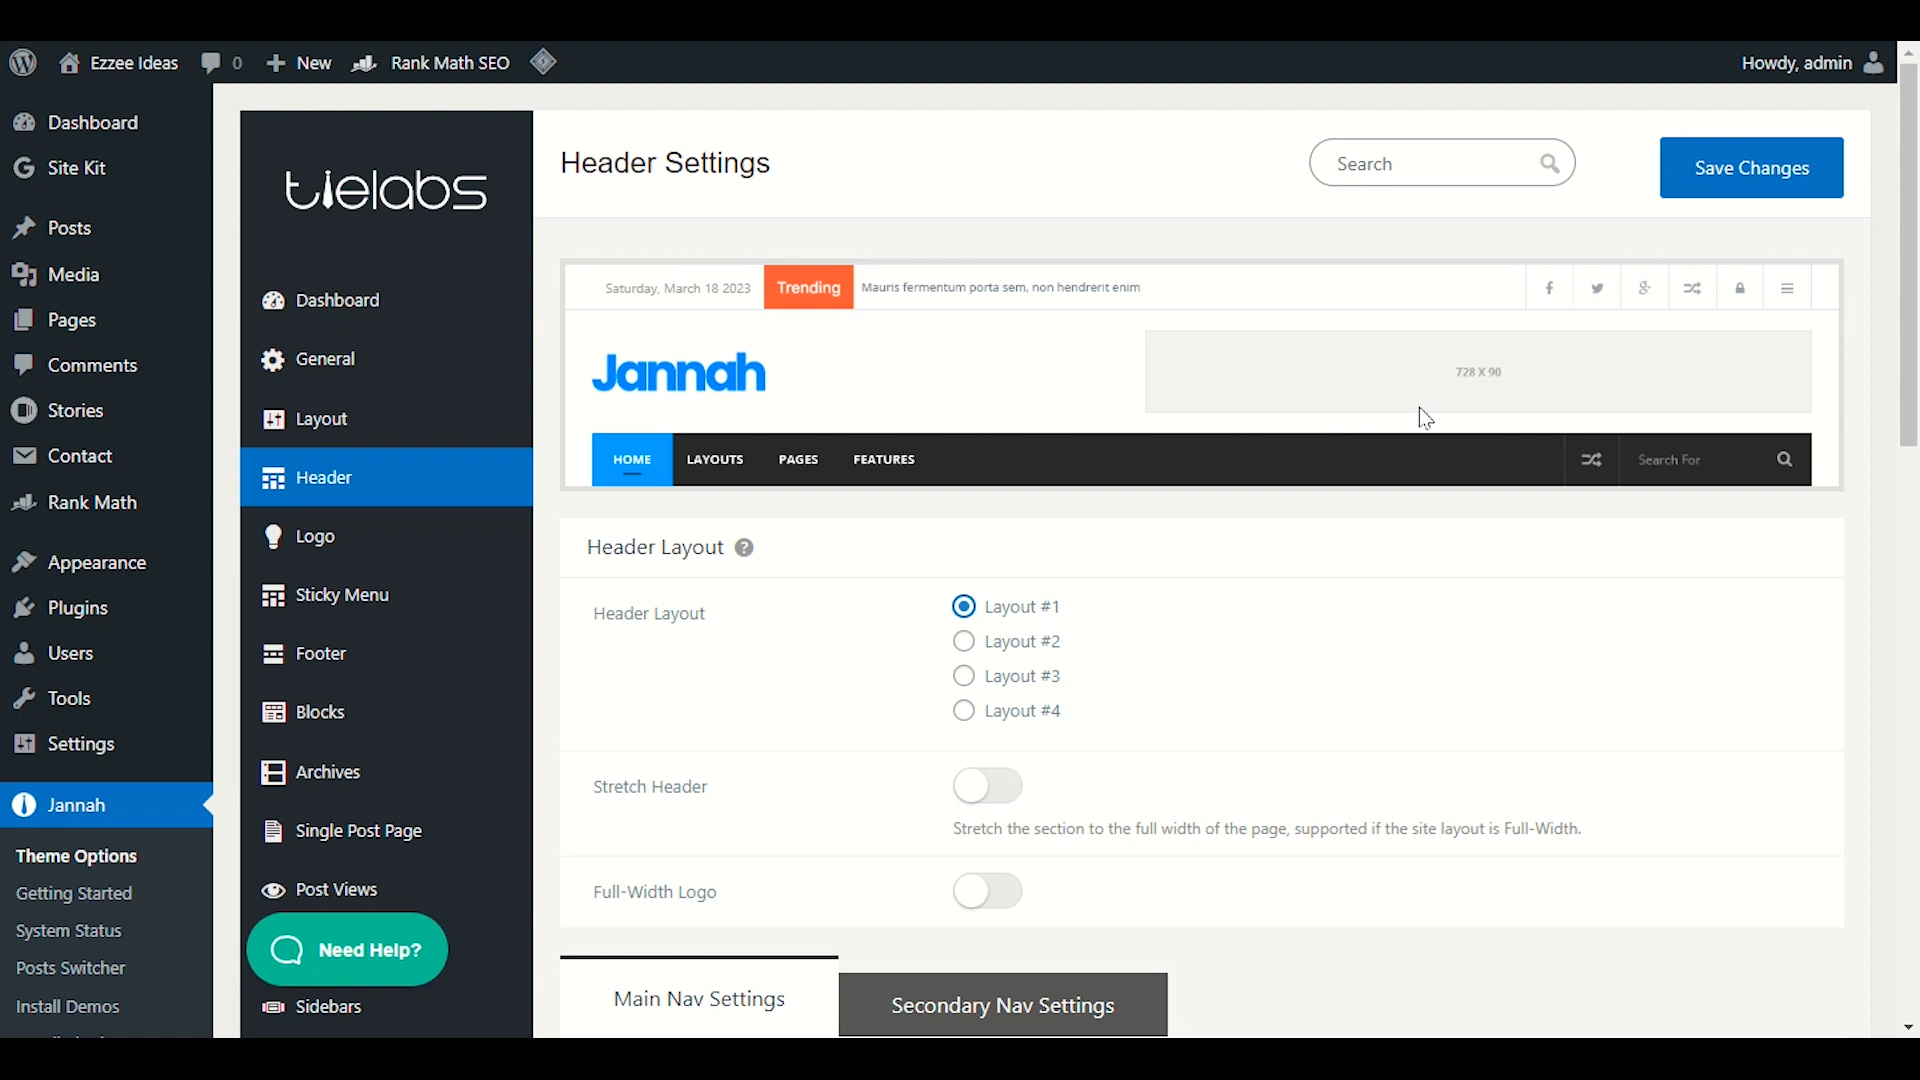 Ezzee Ideas 0 New Rank Math SEO Howdy, admin
Dashboard
Site Kit
Posts
Media
Pages
Comments
Stories
Contact
Rank Math
Appearance
Plugins
Users
Tools
Settings
Jannah
Theme Options
Getting Started
System Status
Posts Switcher
Install Demos
tielabs
Dashboard
General
Layout
Header
Logo
Sticky Menu
Footer
Blocks
Archives
Single Post Page
Post Views
Need Help?
Sidebars
Header Settings
Search
Save Changes
Saturday, March 18 2023 Trending Mauris fermentum porta sem, non hendrerit enim
Jannah
728 X 90
HOME LAYOUTS PAGES FEATURES Search For
Header Layout ?
Header Layout
Layout #1
Layout #2
Layout #3
Layout #4
Stretch Header
Stretch the section to the full width of the page, supported if the site layout is Full-Width.
Full-Width Logo
Main Nav Settings
Secondary Nav Settings